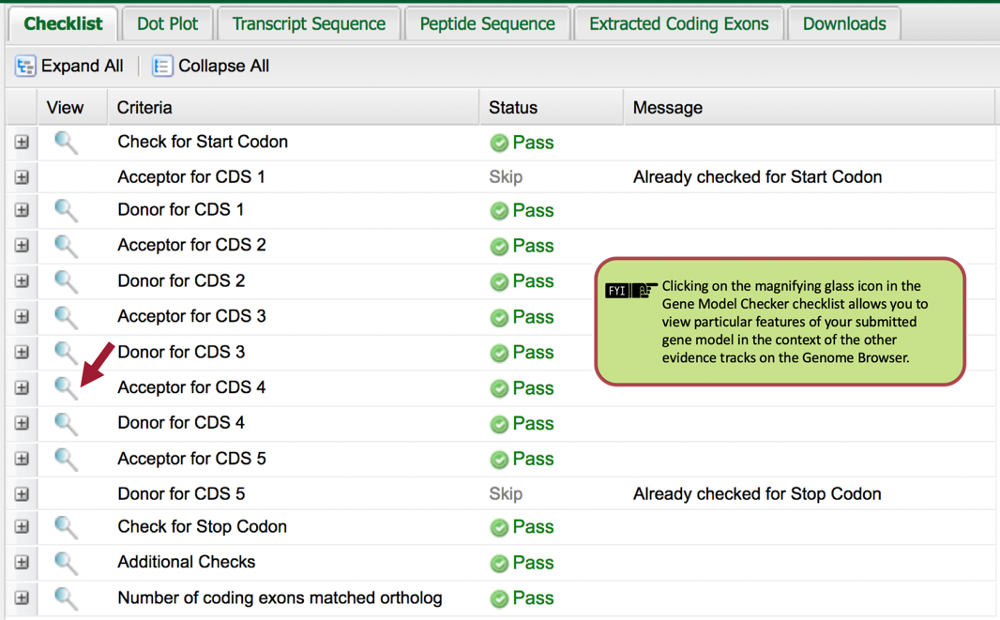 Checklist Dot Plot Transcript Sequence Peptide Sequence Extracted Coding Exons Downloads
Expand All Collapse All
View Criteria Status Message
Check for Start Codon Pass
Acceptor for CDS 1 Skip Already checked for Start Codon
Donor for CDS 1 Pass
Acceptor for CDS 2 Pass
Donor for CDS 2 Pass
Acceptor for CDS 3 Pass
Donor for CDS 3 Pass
Acceptor for CDS 4 Pass
Donor for CDS 4 Pass
Acceptor for CDS 5 Pass
Donor for CDS 5 Skip Already checked for Stop Codon
Check for Stop Codon Pass
Additional Checks Pass
Number of coding exons matched ortholog Pass
FYI Clicking on the magnifying glass icon in the
Gene Model Checker checklist allows you to
view particular features of your submitted
gene model in the context of the other
evidence tracks on the Genome Browser.